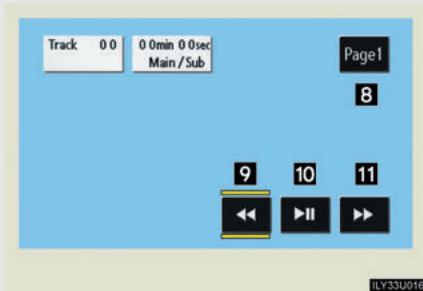 Track 0 0
0 0min 0 0sec
Main / Sub
Page1
8
9
10
11
ILY33U016